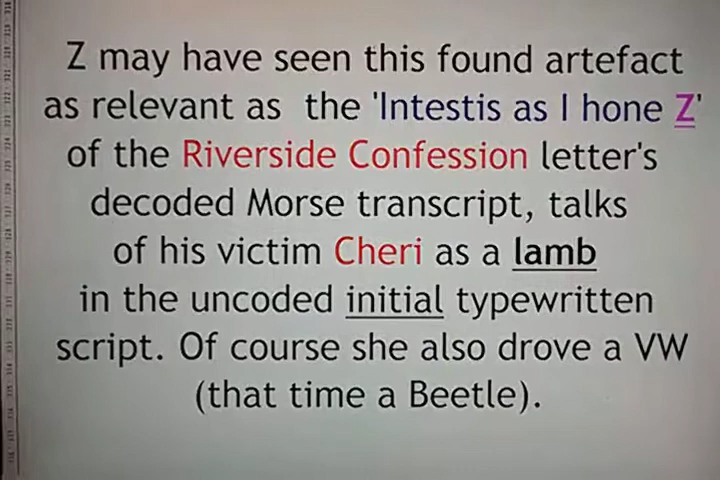 Z may have seen this found artefact
as relevant as the 'Intestis as I hone Z'
of the Riverside Confession letter's
decoded Morse transcript, talks
of his victim Cheri as a lamb
in the uncoded initial typewritten
script. Of course she also drove a VW
(that time a Beetle).